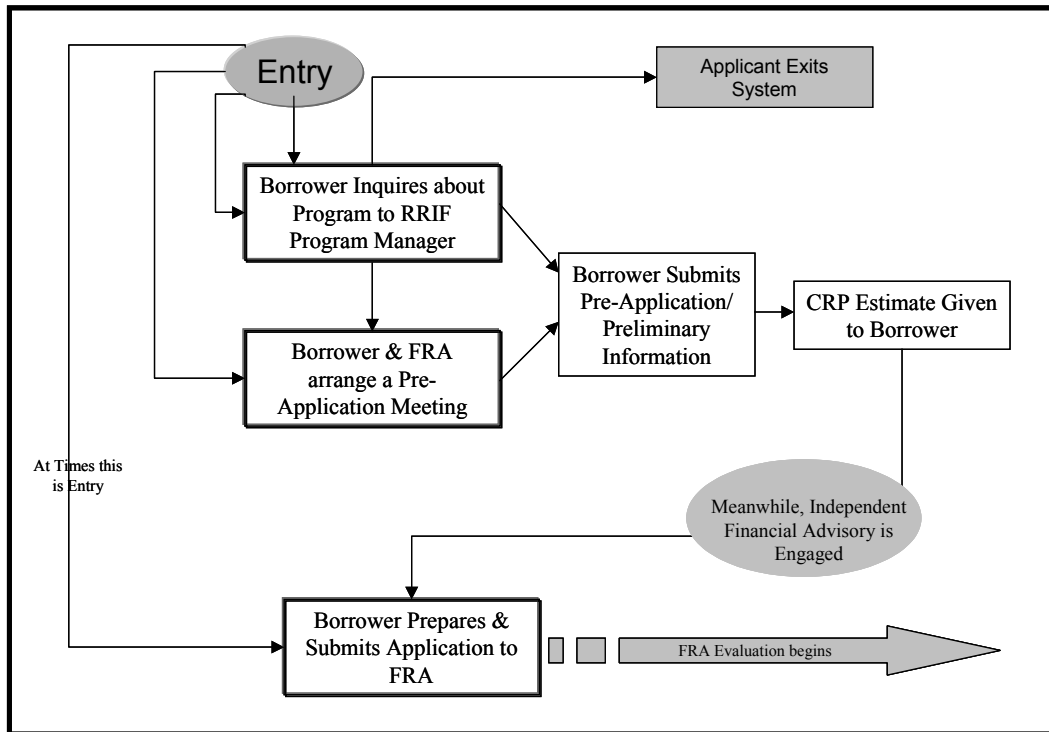 Entry
Applicant Exits
System
Borrower Inquires about
Program to RRIF
Program Manager
Borrower Submits
Pre-Application/
Preliminary
Information
CRP Estimate Given
to Borrower
Borrower & FRA
arrange a Pre-
Application Meeting
At Times this
is Entry
Meanwhile, Independent
Financial Advisory is
Engaged
Borrower Prepares &
Submits Application to
FRA
FRA Evaluation begins